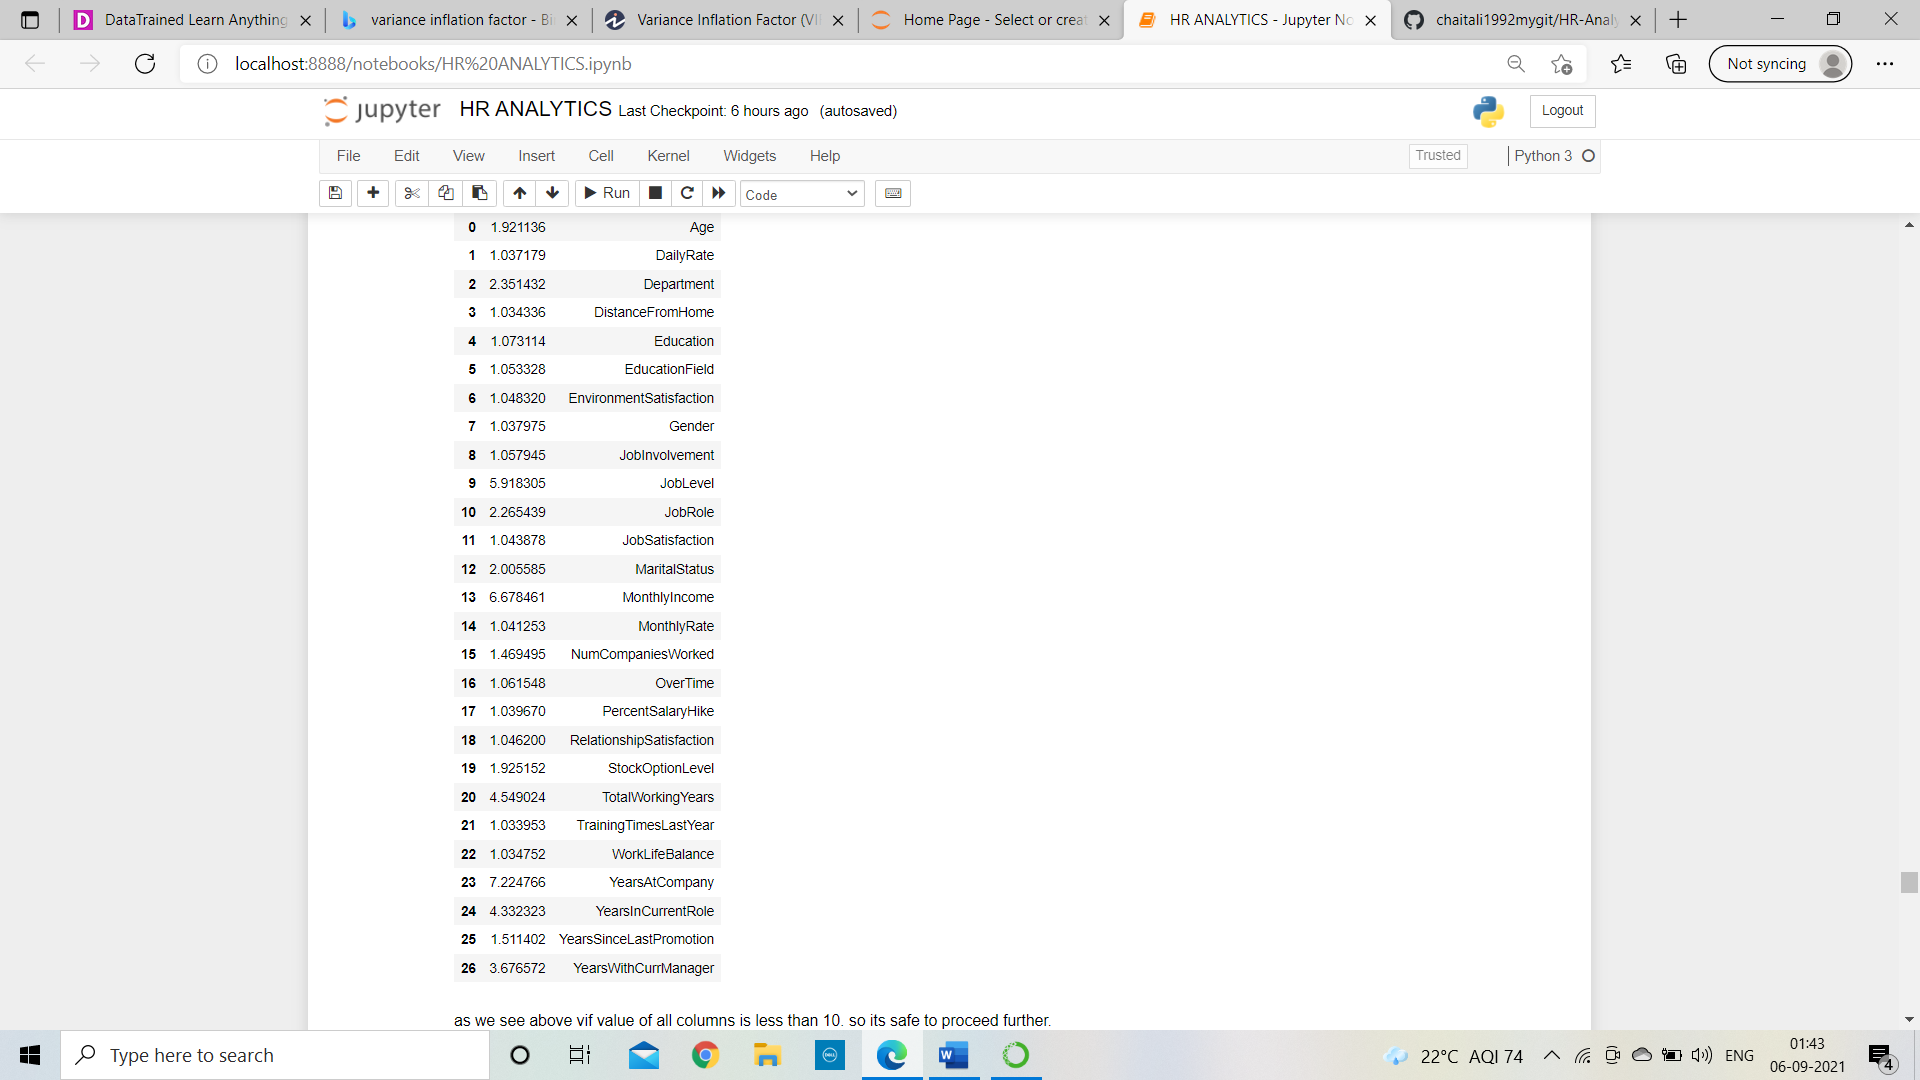 DataTrained Learn Anything
variance inflation factor - Bi
Variance Inflation Factor (VI
Home Page - Select or creat
HR ANALYTICS - Jupyter No
chaitali1992mygit/HR-Analy
localhost:8888/notebooks/HR%20ANALYTICS.ipynb
Not syncing
jupyter HR ANALYTICS Last Checkpoint: 6 hours ago (autosaved)
Logout
File Edit View Insert Cell Kernel Widgets Help
Trusted
Python 3
Run
Code
0 1.921136 Age
1 1.037179 DailyRate
2 2.351432 Department
3 1.034336 DistanceFromHome
4 1.073114 Education
5 1.053328 EducationField
6 1.048320 EnvironmentSatisfaction
7 1.037975 Gender
8 1.057945 JobInvolvement
9 5.918305 JobLevel
10 2.265439 JobRole
11 1.043878 JobSatisfaction
12 2.005585 MaritalStatus
13 6.678461 MonthlyIncome
14 1.041253 MonthlyRate
15 1.469495 NumCompaniesWorked
16 1.061548 OverTime
17 1.039670 PercentSalaryHike
18 1.046200 RelationshipSatisfaction
19 1.925152 StockOptionLevel
20 4.549024 TotalWorkingYears
21 1.033953 TrainingTimesLastYear
22 1.034752 WorkLifeBalance
23 7.224766 YearsAtCompany
24 4.332323 YearsInCurrentRole
25 1.511402 YearsSinceLastPromotion
26 3.676572 YearsWithCurrManager
as we see above vif value of all columns is less than 10. so its safe to proceed further.
Type here to search
22°C AQI 74
ENG
01:43
06-09-2021
4